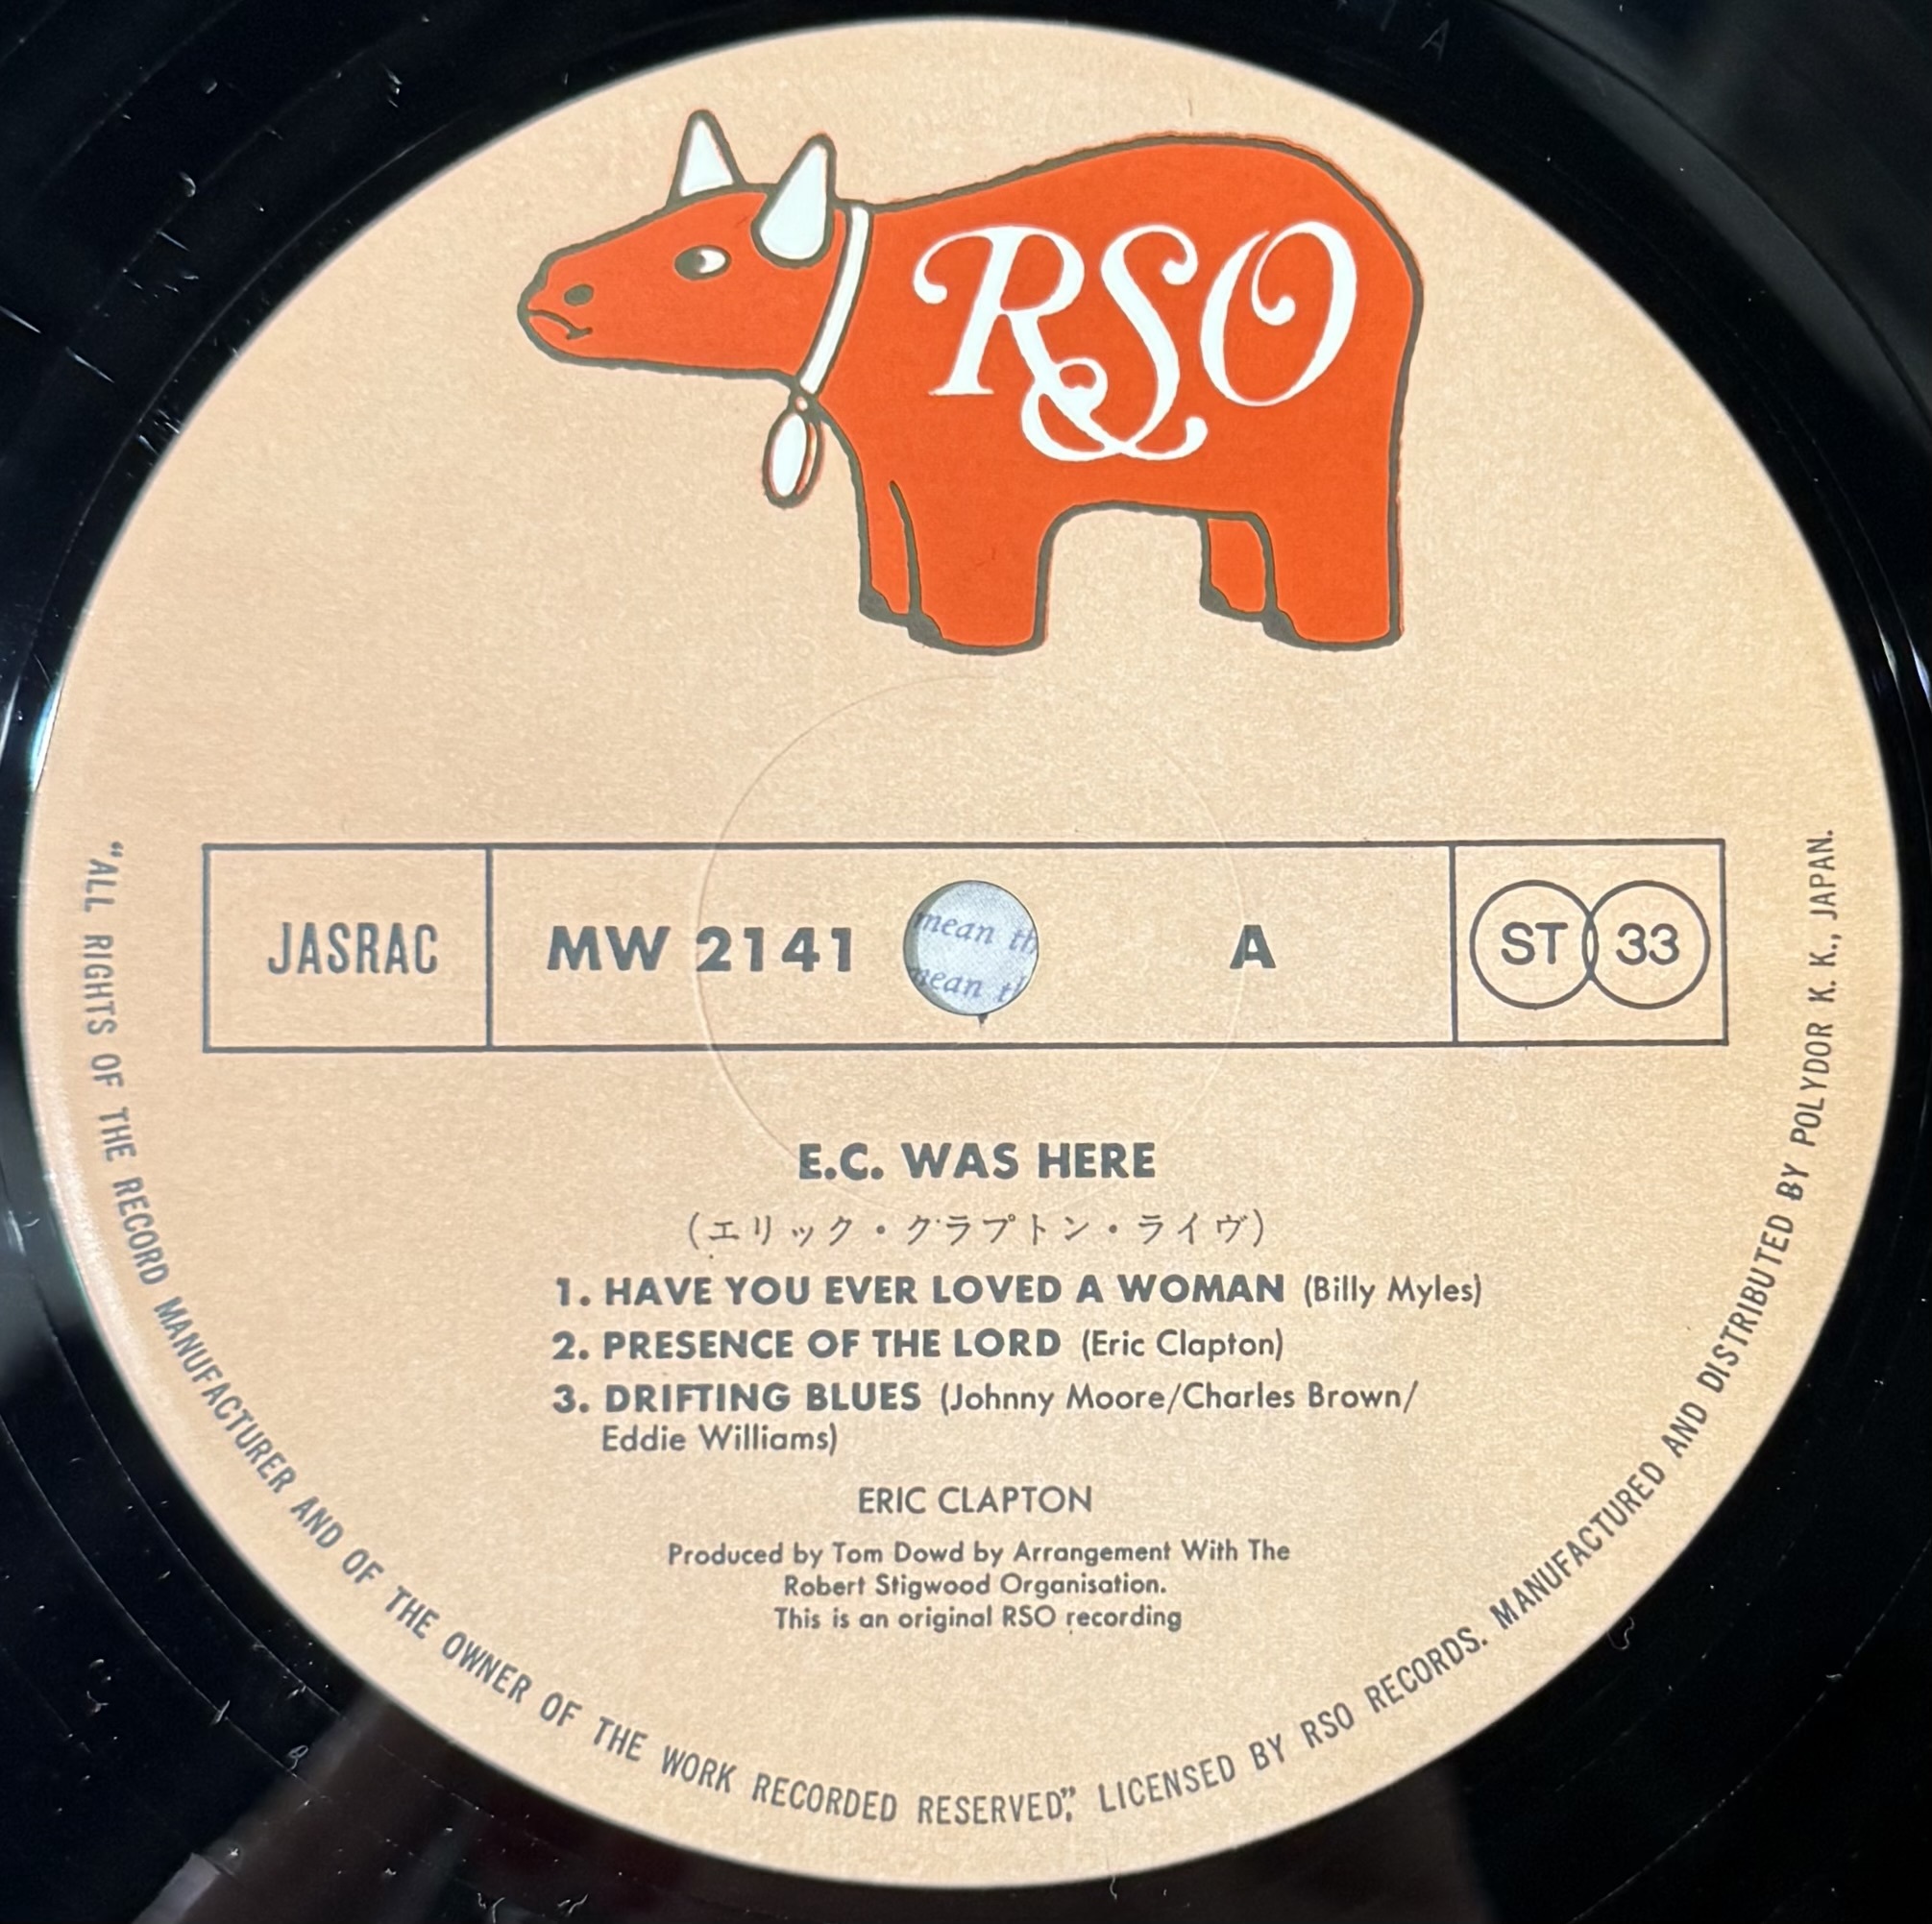 RSO
JASRAC
MW 2141
A
ST 33
mean
mean
E.C. WAS HERE
(エリック・クラプトン・ライヴ)
1. HAVE YOU EVER LOVED A WOMAN (Billy Myles)
2. PRESENCE OF THE LORD (Eric Clapton)
3. DRIFTING BLUES (Johnny Moore/Charles Brown/
Eddie Williams)
ERIC CLAPTON
Produced by Tom Dowd by Arrangement With The
Robert Stigwood Organisation.
This is an original RSO recording
“ALL RIGHTS OF THE RECORD MANUFACTURER AND OF THE OWNER OF THE WORK RECORDED RESERVED”. LICENSED BY RSO RECORDS. MANUFACTURED AND DISTRIBUTED BY POLYDOR K. K., JAPAN.